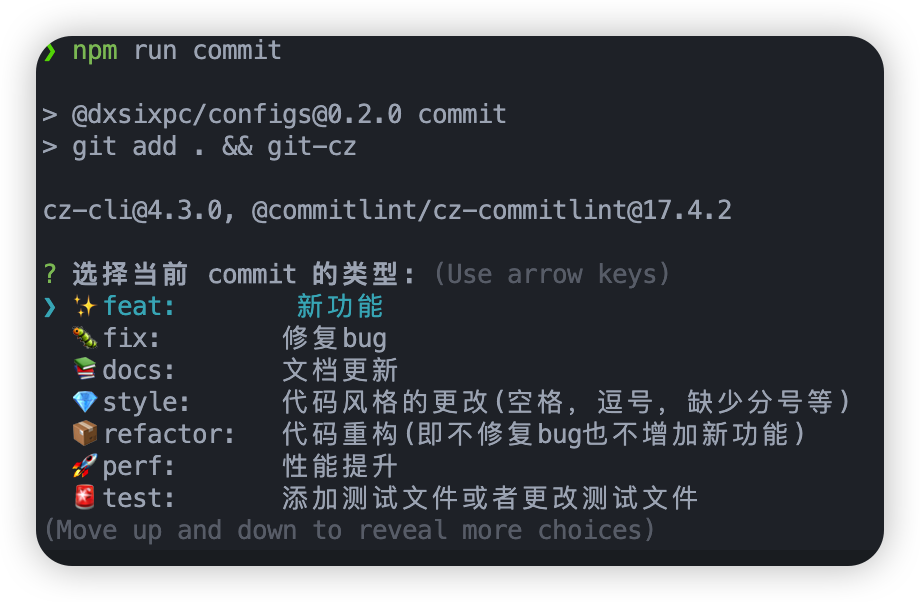 ❯ npm run commit
> @dxsixpc/configs@0.2.0 commit
> git add . && git-cz
cz-cli@4.3.0, @commitlint/cz-commitlint@17.4.2
? 选择当前 commit 的类型: (Use arrow keys)
❯ ✨feat: 新功能
🐛fix: 修复bug
📚docs: 文档更新
💎style: 代码风格的更改(空格, 逗号, 缺少分号等)
📦refactor: 代码重构(即不修复bug也不增加新功能)
🚀perf: 性能提升
🚨test: 添加测试文件或者更改测试文件
(Move up and down to reveal more choices)